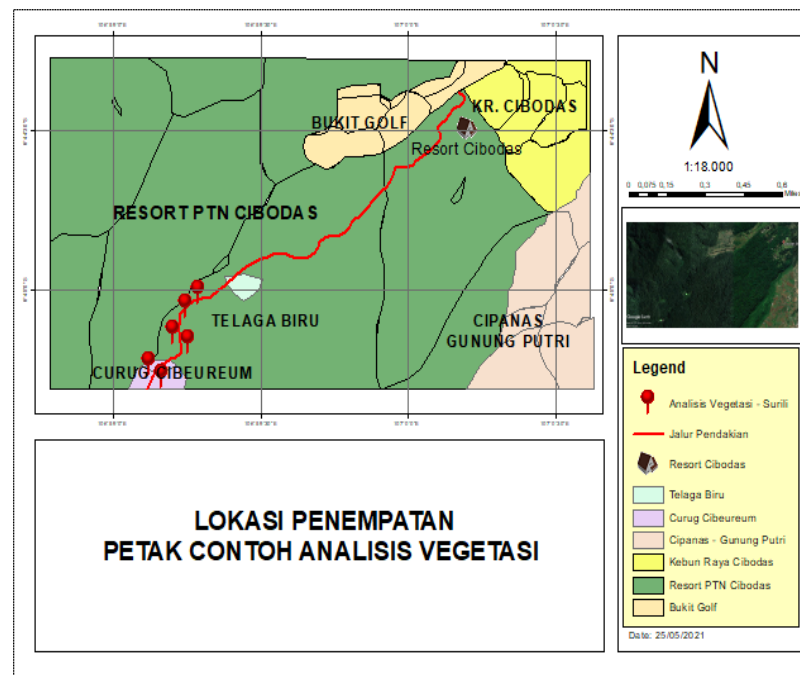 BUKIT GOLF
KR. CIBODAS
Resort Cibodas
RESORT PTN CIBODAS
TELAGA BIRU
CIPANAS
GUNUNG PUTRI
CURUG CIBEUREUM
LOKASI PENEMPATAN
PETAK CONTOH ANALISIS VEGETASI
N
1:18.000
0 0,075 0,15 0,3 0,45 0,6
Miles
Legend
Analisis Vegetasi - Surili
Jalur Pendakian
Resort Cibodas
Telaga Biru
Curug Cibeureum
Cipanas - Gunung Putri
Kebun Raya Cibodas
Resort PTN Cibodas
Bukit Golf
Date: 25/05/2021